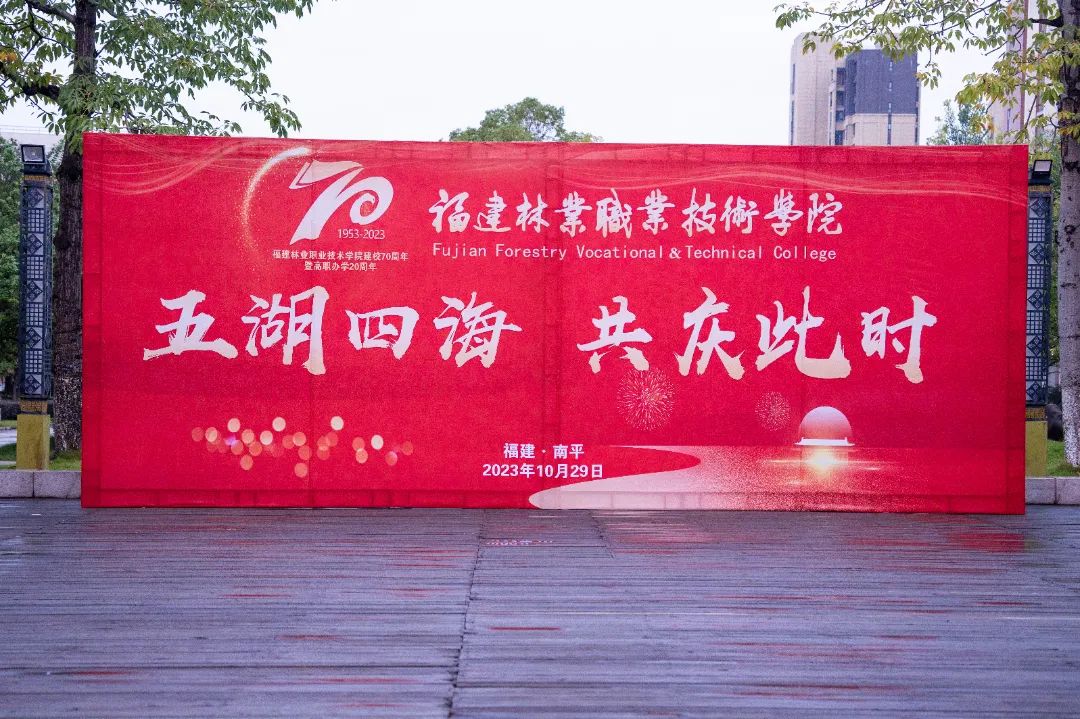 70
1953-2023
福建林业职业技术学院建校70周年
暨高职办学20周年
福建林業職業技術學院
Fujian Forestry Vocational & Technical College
五湖四海 共庆此时
福建·南平
2023年10月29日